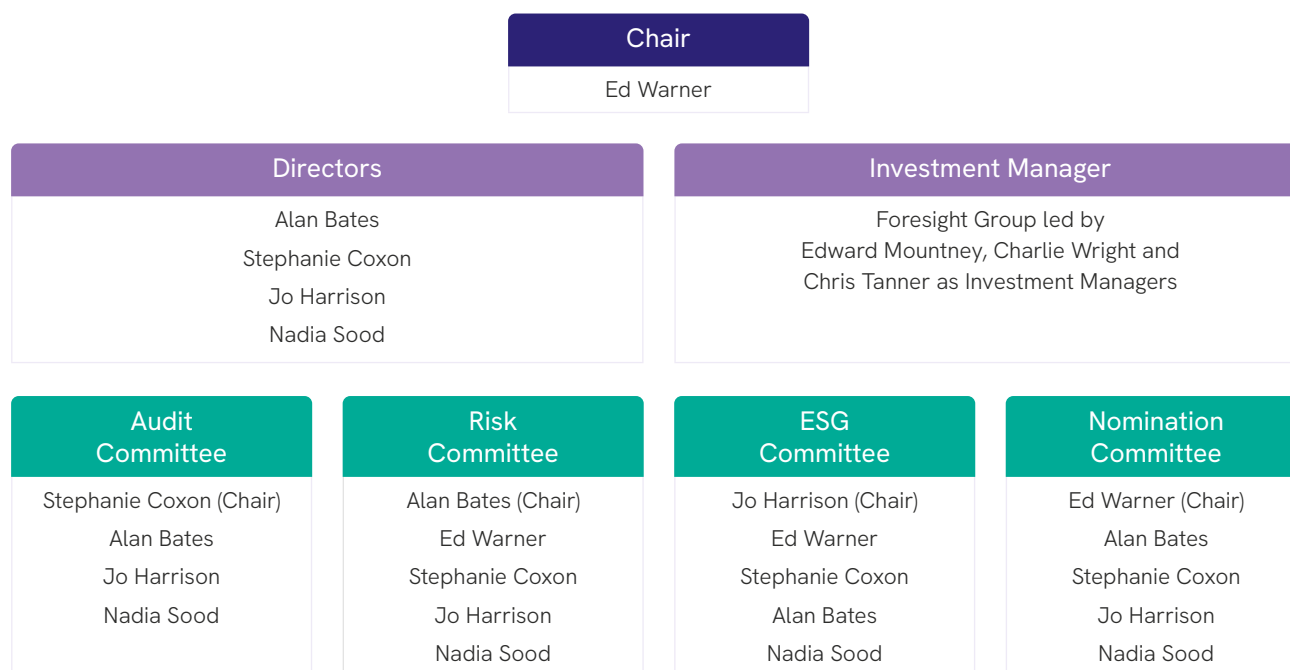 Chair
Ed Warner
Directors
Alan Bates
Stephanie Coxon
Jo Harrison
Nadia Sood
Investment Manager
Foresight Group led by
Edward Mountney, Charlie Wright and
Chris Tanner as Investment Managers
Audit
Committee
Stephanie Coxon (Chair)
Alan Bates
Jo Harrison
Nadia Sood
Risk
Committee
Alan Bates (Chair)
Ed Warner
Stephanie Coxon
Jo Harrison
Nadia Sood
ESG
Committee
Jo Harrison (Chair)
Ed Warner
Stephanie Coxon
Alan Bates
Nadia Sood
Nomination
Committee
Ed Warner (Chair)
Alan Bates
Stephanie Coxon
Jo Harrison
Nadia Sood